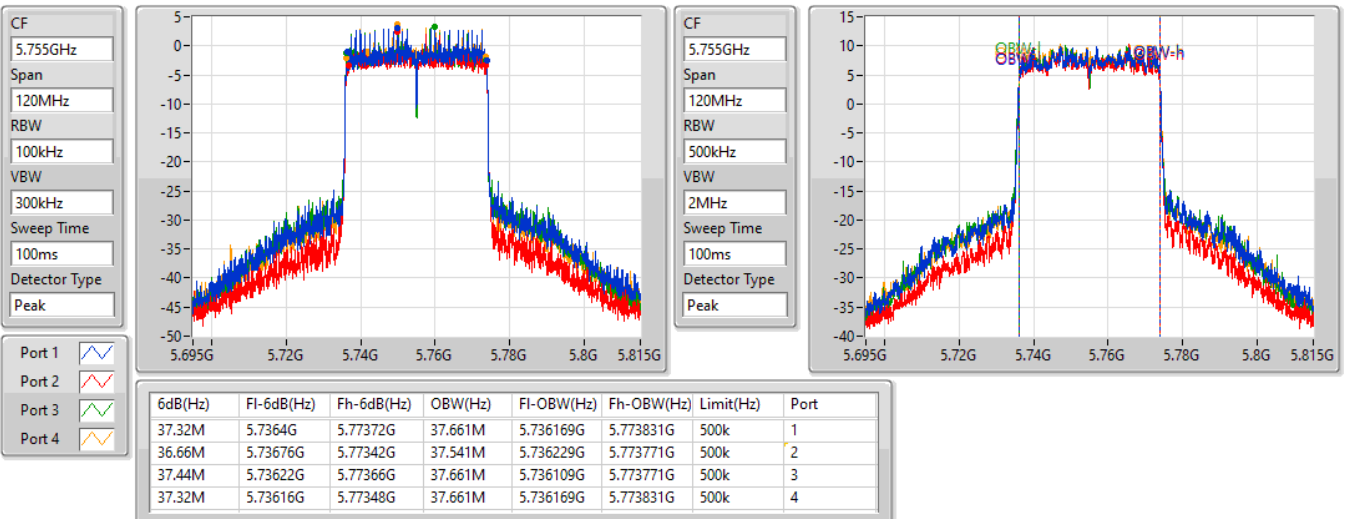 CF
5.755GHz
Span
120MHz
RBW
100kHz
VBW
300kHz
Sweep Time
100ms
Detector Type
Peak
5
0
-5
-10
-15
-20
-25
-30
-35
-40
-45
-50
5.695G 5.72G 5.74G 5.76G 5.78G 5.8G 5.815G
CF
5.755GHz
Span
120MHz
RBW
500kHz
VBW
2MHz
Sweep Time
100ms
Detector Type
Peak
15
10
5
0
-5
-10
-15
-20
-25
-30
-35
-40
OBW-h
5.695G 5.72G 5.74G 5.76G 5.78G 5.8G 5.815G
Port 1
Port 2
Port 3
Port 4
6dB(Hz) Fl-6dB(Hz) Fh-6dB(Hz) OBW(Hz) Fl-OBW(Hz) Fh-OBW(Hz) Limit(Hz) Port
37.32M 5.7364G 5.77372G 37.661M 5.736169G 5.773831G 500k 1
36.66M 5.73676G 5.77342G 37.541M 5.736229G 5.773771G 500k 2
37.44M 5.73622G 5.77366G 37.661M 5.736109G 5.773771G 500k 3
37.32M 5.73616G 5.77348G 37.661M 5.736169G 5.773831G 500k 4